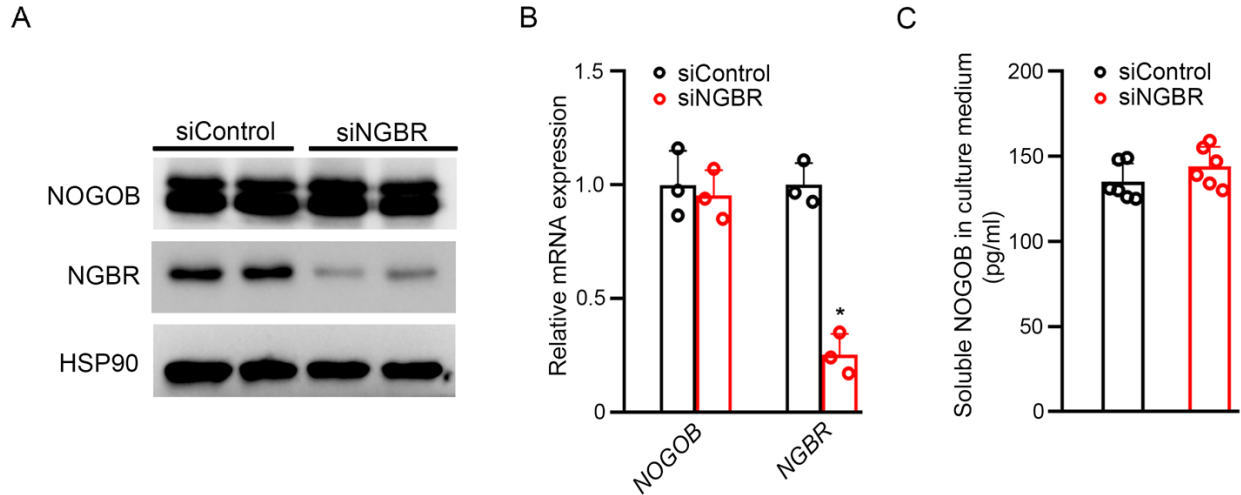 A
siControl
siNGBR
NOGOB
NGBR
HSP90
B
Relative mRNA expression
1.5
1.0
0.5
0
siControl
siNGBR
*
NOGOB
NGBR
C
Soluble NOGOB in culture medium
(pg/ml)
200
150
100
50
0
siControl
siNGBR